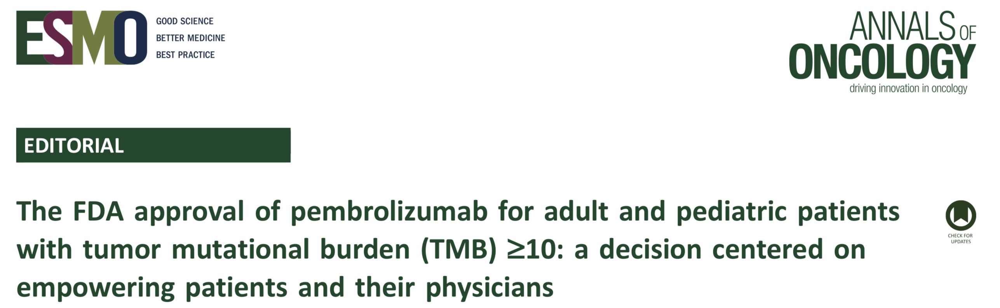 ESMO
GOOD SCIENCE
BETTER MEDICINE
BEST PRACTICE
ANNALS OF
ONCOLOGY
driving innovation in oncology
EDITORIAL
The FDA approval of pembrolizumab for adult and pediatric patients
with tumor mutational burden (TMB) ≥10: a decision centered on
empowering patients and their physicians
CHECK FOR
UPDATES